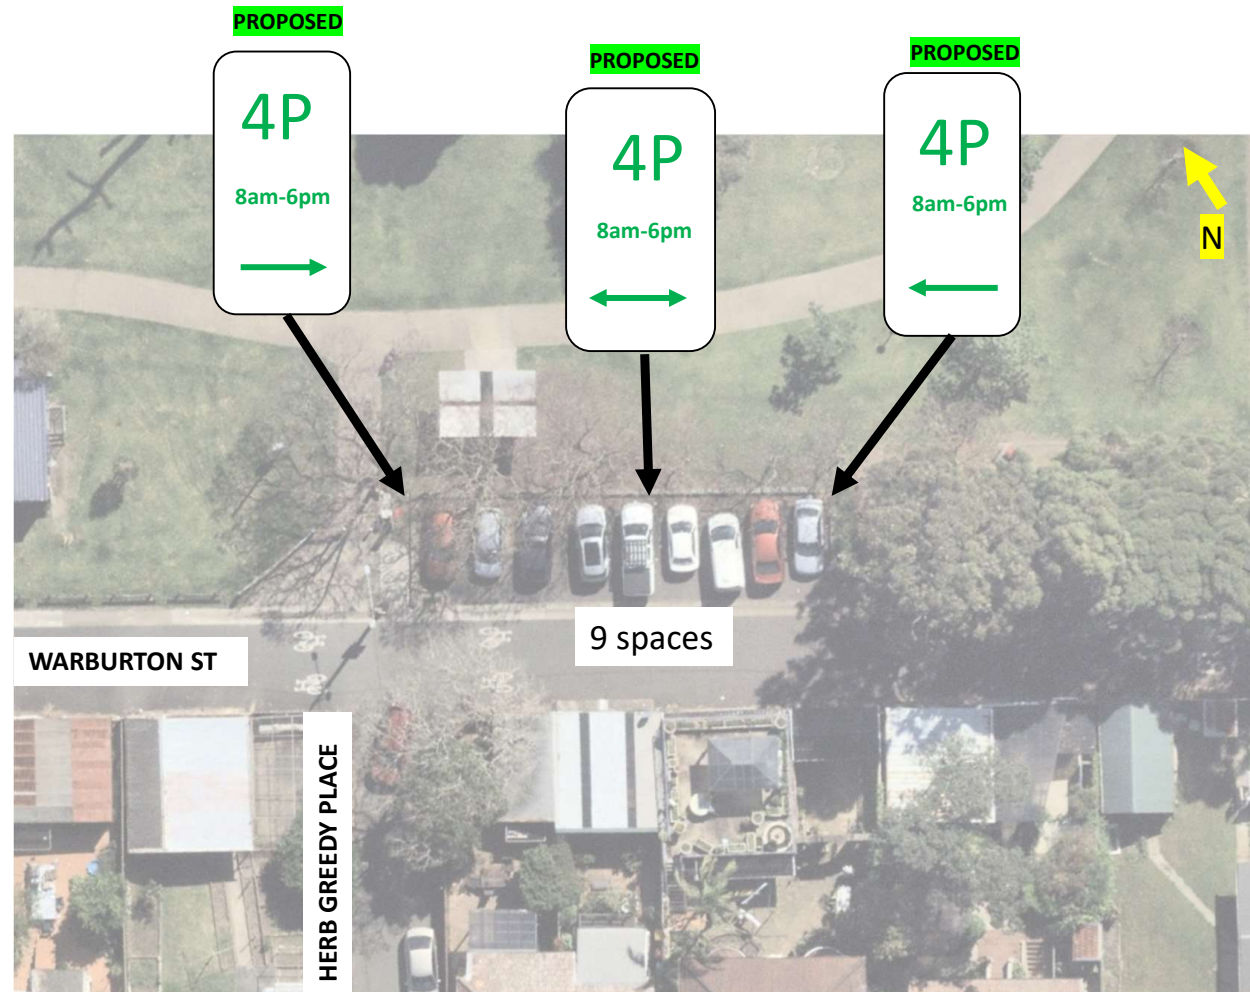 PROPOSED
4P
8am-6pm
PROPOSED
4P
8am-6pm
PROPOSED
4P
8am-6pm
N
9 spaces
WARBURTON ST
HERB GREEDY PLACE